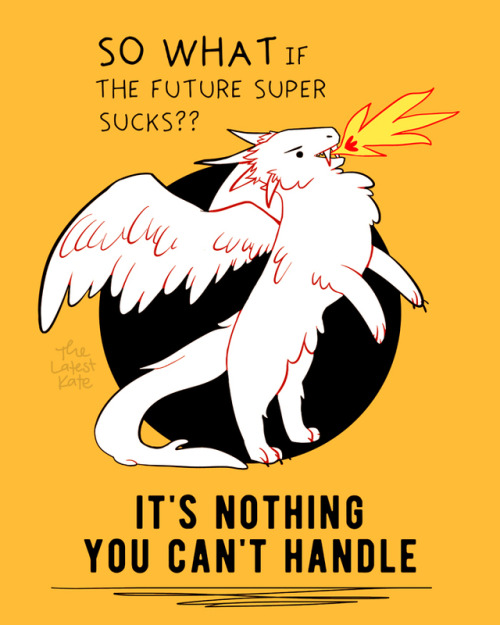 SO WHAT IF
THE FUTURE SUPER
SUCKS??
The
Latest
Kate
IT'S NOTHING
YOU CAN'T HANDLE